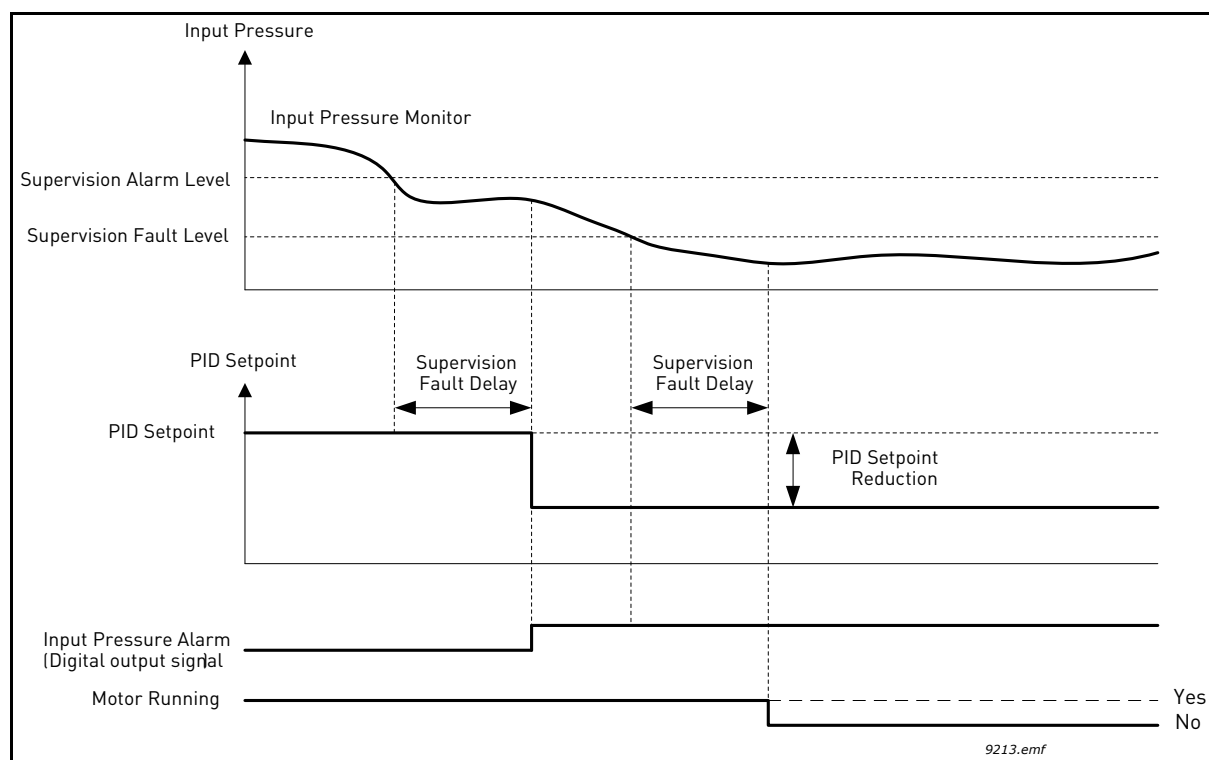 Input Pressure
Input Pressure Monitor
Supervision Alarm Level
Supervision Fault Level
PID Setpoint
Supervision
Fault Delay
Supervision
Fault Delay
PID Setpoint
PID Setpoint
Reduction
Input Pressure Alarm
(Digital output signal)
Motor Running
Yes
No
9213.emf